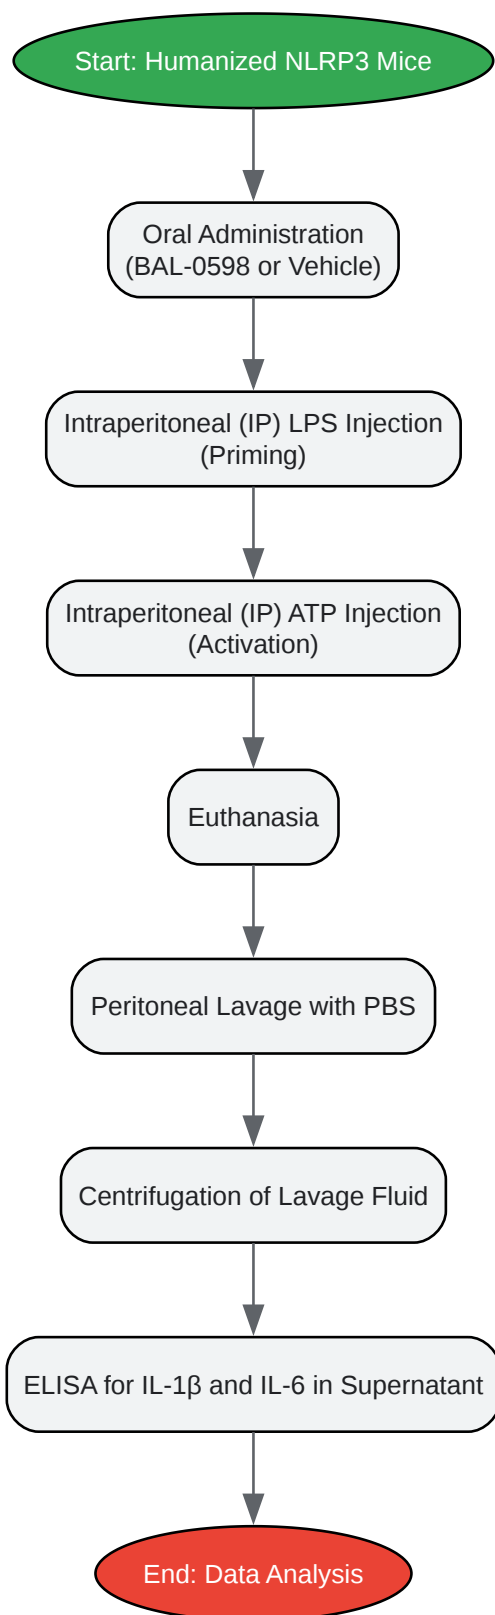 Start: Humanized NLRP3 Mice
Oral Administration
(BAL-0598 or Vehicle)
Intraperitoneal (IP) LPS Injection
(Priming)
Intraperitoneal (IP) ATP Injection
(Activation)
Euthanasia
Peritoneal Lavage with PBS
Centrifugation of Lavage Fluid
ELISA for IL-1β and IL-6 in Supernatant
End: Data Analysis